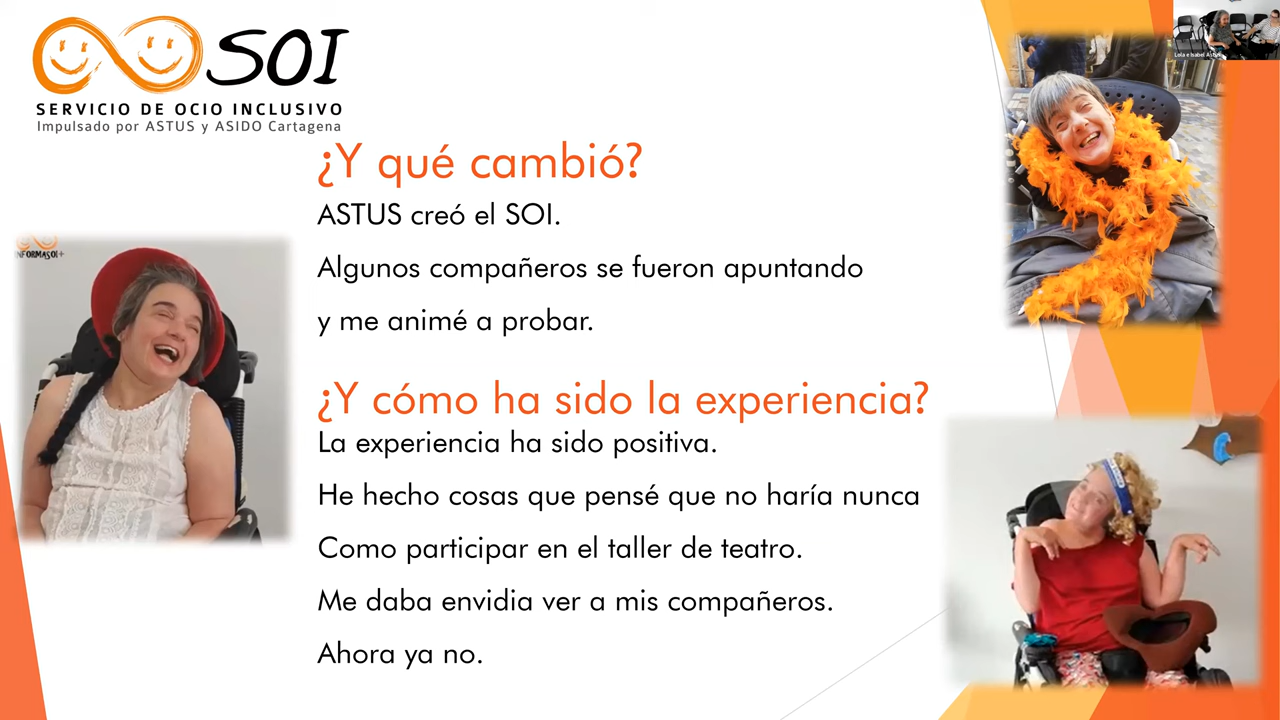 SOI
SERVICIO DE OCIO INCLUSIVO
Impulsado por ASTUS y ASIDO Cartagena
¿Y qué cambió?
ASTUS creó el SOI.
Algunos compañeros se fueron apuntando
y me animé a probar.
INFORMASOI+
¿Y cómo ha sido la experiencia?
La experiencia ha sido positiva.
He hecho cosas que pensé que no haría nunca
Como participar en el taller de teatro.
Me daba envidia ver a mis compañeros.
Ahora ya no.
Lola e Isabel